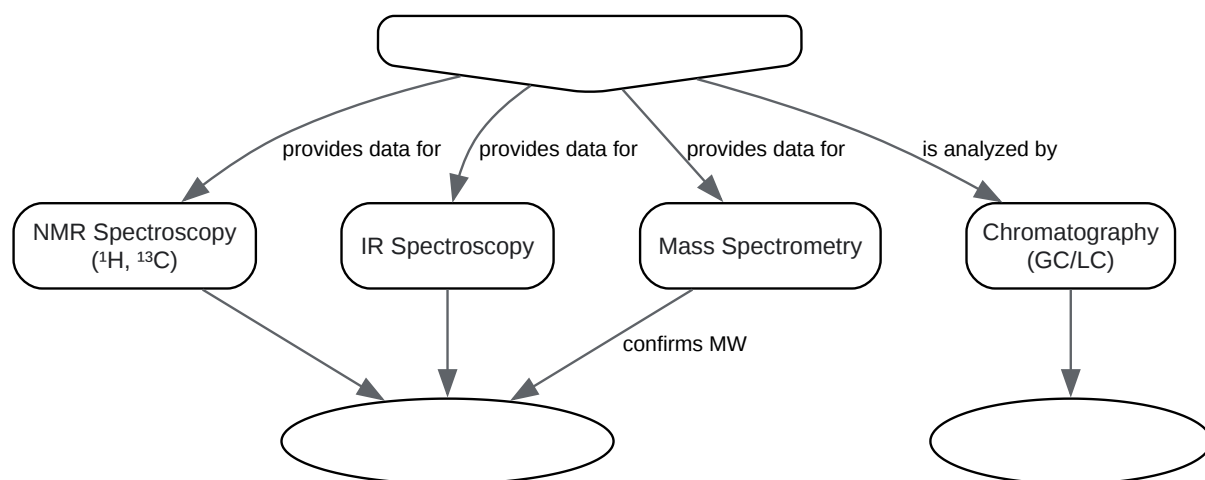 provides data for
provides data for
provides data for
is analyzed by
NMR Spectroscopy
(¹H, ¹³C)
IR Spectroscopy
Mass Spectrometry
Chromatography
(GC/LC)
confirms MW